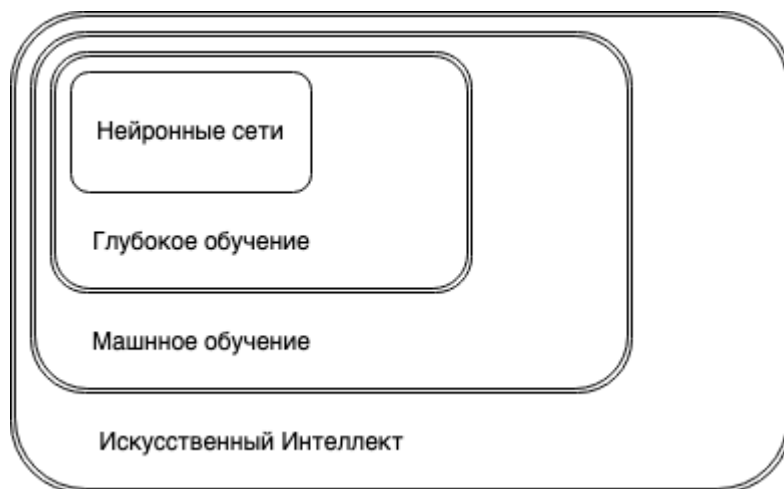 Нейронные сети
Глубокое обучение
Машнное обучение
Искусственный Интеллект